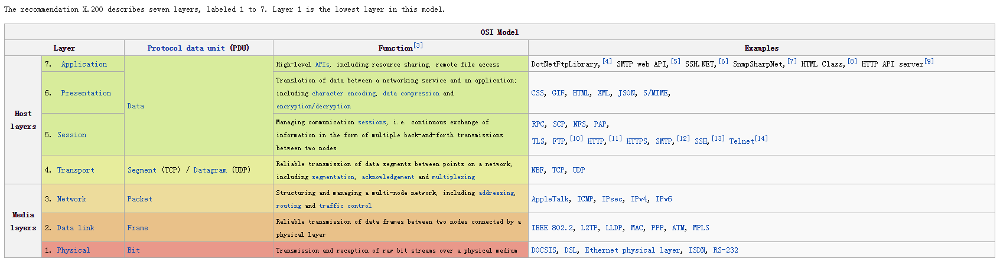 The recommendation X.200 describes seven layers, labeled 1 to 7. Layer 1 is the lowest layer in this model.
OSI Model
Layer Protocol data unit (PDU) Function[3] Examples
Host layers
7. Application Data High-level APIs, including resource sharing, remote file access DotNetFtpLibrary,[4] SMTP web API,[5] SSH.NET,[6] SnmpSharpNet,[7] HTML Class,[8] HTTP API server[9]
6. Presentation
Translation of data between a networking service and an application;
including character encoding, data compression and
encryption/decryption
CSS, GIF, HTML, XML, JSON, S/MIME,
5. Session
Managing communication sessions, i.e. continuous exchange of
information in the form of multiple back-and-forth transmissions
between two nodes
RPC, SCP, NFS, PAP,
TLS, FTP,[10] HTTP,[11] HTTPS, SMTP,[12] SSH,[13] Telnet[14]
4. Transport Segment (TCP) / Datagram (UDP)
Reliable transmission of data segments between points on a network,
including segmentation, acknowledgement and multiplexing
NBF, TCP, UDP
Media layers
3. Network Packet
Structuring and managing a multi-node network, including addressing,
routing and traffic control
AppleTalk, ICMP, IPsec, IPv4, IPv6
2. Data link Frame
Reliable transmission of data frames between two nodes connected by a
physical layer
IEEE 802.2, L2TP, LLDP, MAC, PPP, ATM, MPLS
1. Physical Bit Transmission and reception of raw bit streams over a physical medium DOCSIS, DSL, Ethernet physical layer, ISDN, RS-232